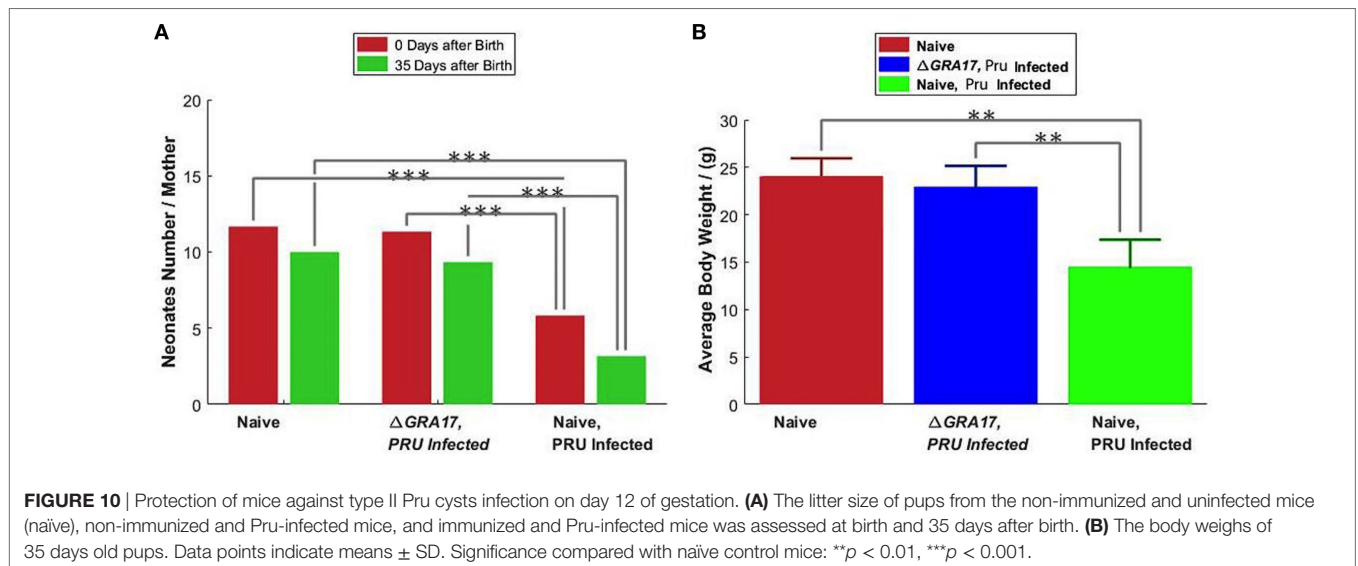 A
0 Days after Birth
35 Days after Birth
Neonates Number / Mother
20
15
10
5
0
***
***
***
***
Naive
△GRA17,
PRU Infected
Naive,
PRU Infected
B
Naive
△GRA17, Pru Infected
Naive, Pru Infected
Average Body Weight / (g)
30
25
20
15
10
5
0
**
**
Naive
△GRA17,
PRU Infected
Naive,
PRU Infected
FIGURE 10 | Protection of mice against type II Pru cysts infection on day 12 of gestation. (A) The litter size of pups from the non-immunized and uninfected mice
(naïve), non-immunized and Pru-infected mice, and immunized and Pru-infected mice was assessed at birth and 35 days after birth. (B) The body weighs of
35 days old pups. Data points indicate means ± SD. Significance compared with naïve control mice: **p < 0.01, ***p < 0.001.